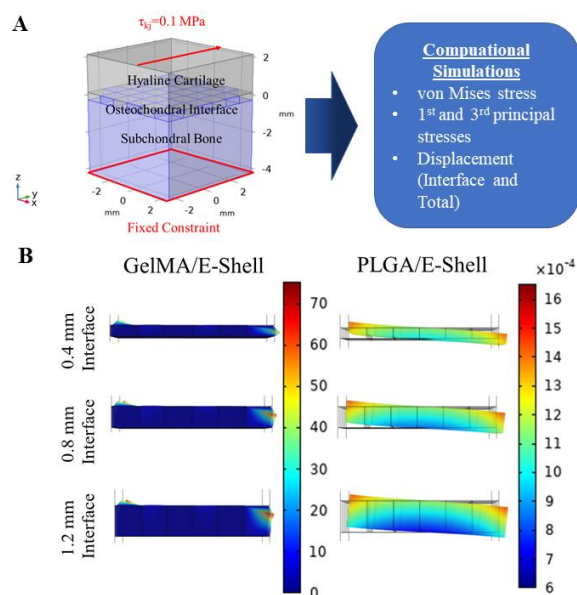 A
τkj=0.1 MPa
Hyaline Cartilage
Osteochondral Interface
Subchondral Bone
2
0
mm
-2
-4
-2
0
2
mm
2
0
-2
mm
z
y
x
Fixed Constraint
Compuational
Simulations
• von Mises stress
• 1st and 3rd principal
stresses
• Displacement
(Interface and
Total)
B
GelMA/E-Shell
PLGA/E-Shell
×10⁻⁴
0.4 mm
Interface
0.8 mm
Interface
1.2 mm
Interface
70
60
50
40
30
20
10
0
16
15
14
13
12
11
10
9
8
7
6